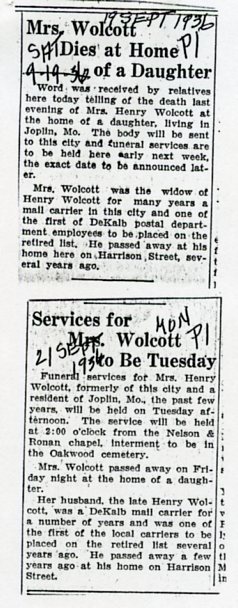 19 SEPT 1936
Mrs. Wolcott P1
Dies at Home
9-19-36 of a Daughter
Word was received by relatives
here today telling of the death last
evening of Mrs. Henry Wolcott at
the home of a daughter, living in
Joplin, Mo. The body will be sent
to this city and funeral services are
to be held here early next week,
the exact date to be announced lat-
er.
Mrs. Wolcott was the widow of
Henry Wolcott for many years a
mail carrier in this city and one of
the first of DeKalb postal depart-
ment employees to be placed on the
retired list. He passed away at his
home here on Harrison Street, sev-
eral years ago.
Services for MON
Mrs. Wolcott P1
21 SEPT 1936 to Be Tuesday
Funeral services for Mrs. Henry
Wolcott, formerly of this city and a
resident of Joplin, Mo., the past few
years, will be held on Tuesday af-
ternoon. The service will be held
at 2:00 o'clock from the Nelson &
Ronan chapel, interment to be in
the Oakwood cemetery.
Mrs. Wolcott passed away on Fri-
day night at the home of a daugh-
ter.
Her husband, the late Henry Wol-
cott, was a DeKalb mail carrier for
a number of years and was one of
the first of the local carriers to be
placed on the retired list several
years ago. He passed away a few
years ago at his home on Harrison
Street.